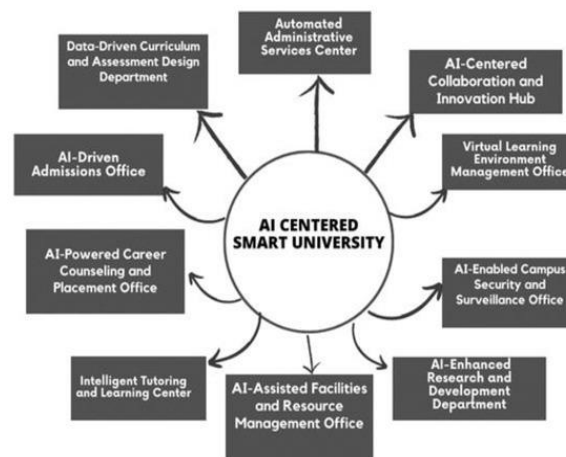 Automated
Administrative
Services Center
Data-Driven Curriculum
and Assessment Design
Department
AI-Centered
Collaboration and
Innovation Hub
AI-Driven
Admissions Office
Virtual Learning
Environment
Management Office
AI CENTERED
SMART UNIVERSITY
AI-Powered Career
Counseling and
Placement Office
AI-Enabled Campus
Security and
Surveillance Office
Intelligent Tutoring
and Learning Center
AI-Assisted Facilities
and Resource
Management Office
AI-Enhanced
Research and
Development
Department